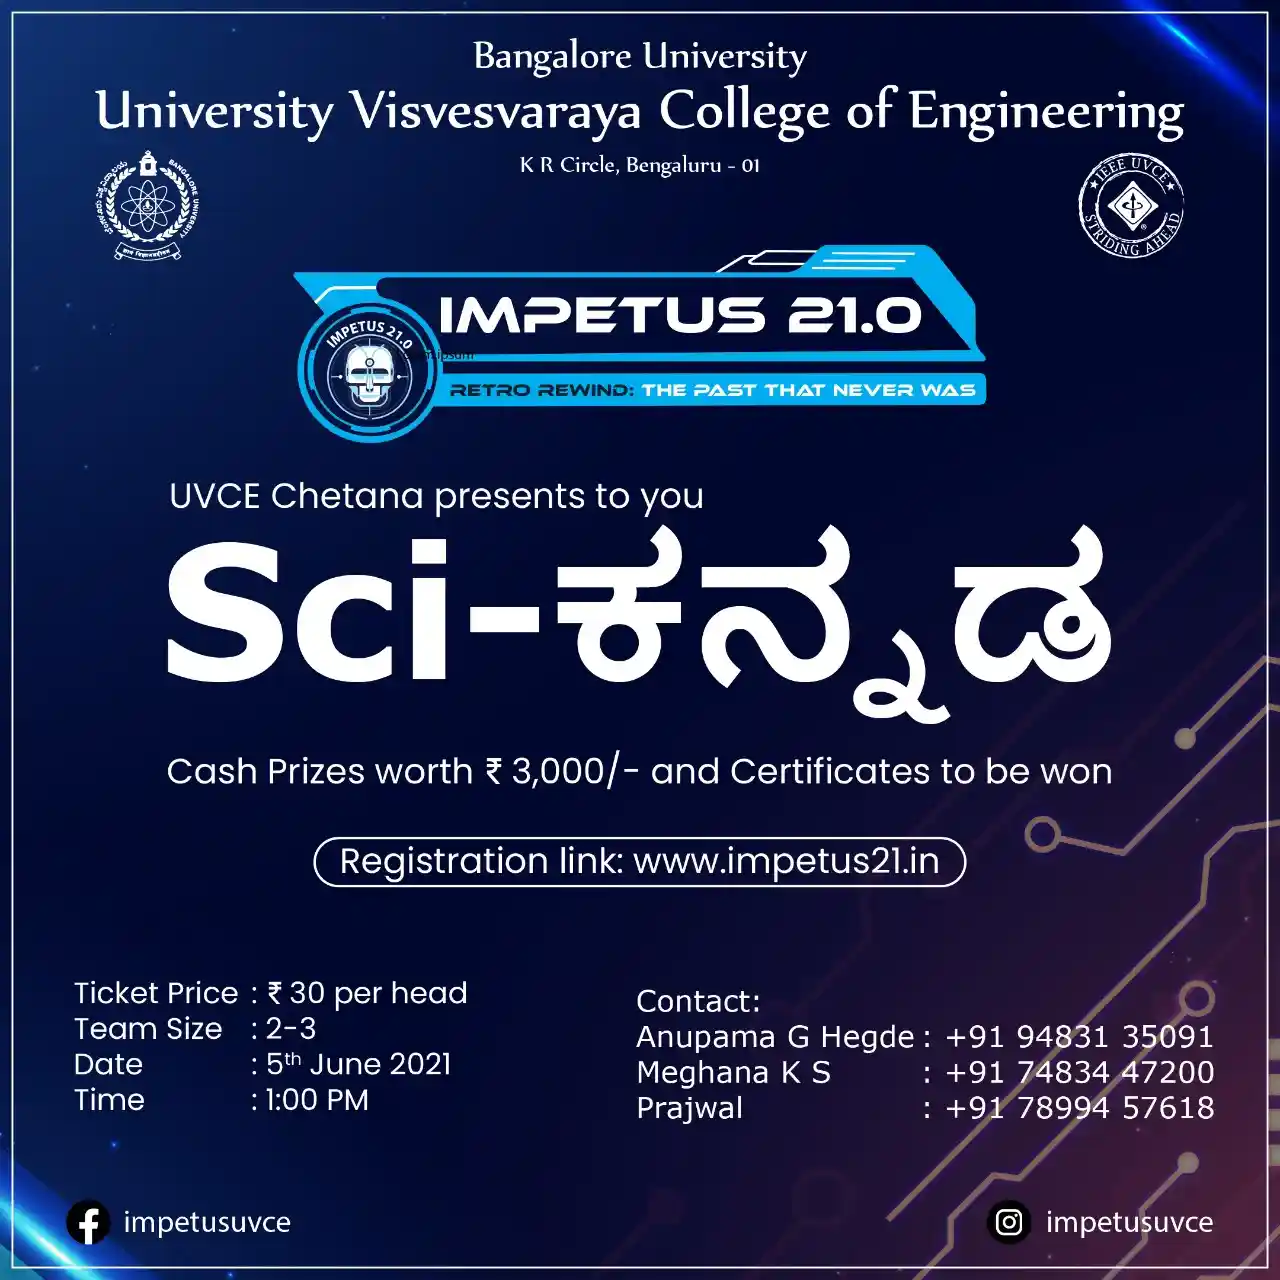 Bangalore University
University Visvesvaraya College of Engineering
K R Circle, Bengaluru - 01
BANGALORE UNIVERSITY
IEEE UVCE
STRIDING AHEAD
IMPETUS 21.0
IMPETUS 21.0
RETRO REWIND: THE PAST THAT NEVER WAS
UVCE Chetana presents to you
Sci-ಕನ್ನಡ
Cash Prizes worth ₹ 3,000/- and Certificates to be won
Registration link: www.impetus21.in
Ticket Price : ₹ 30 per head
Team Size : 2-3
Date : 5th June 2021
Time : 1:00 PM
Contact:
Anupama G Hegde : +91 94831 35091
Meghana K S : +91 74834 47200
Prajwal : +91 78994 57618
impetusuvce
impetusuvce